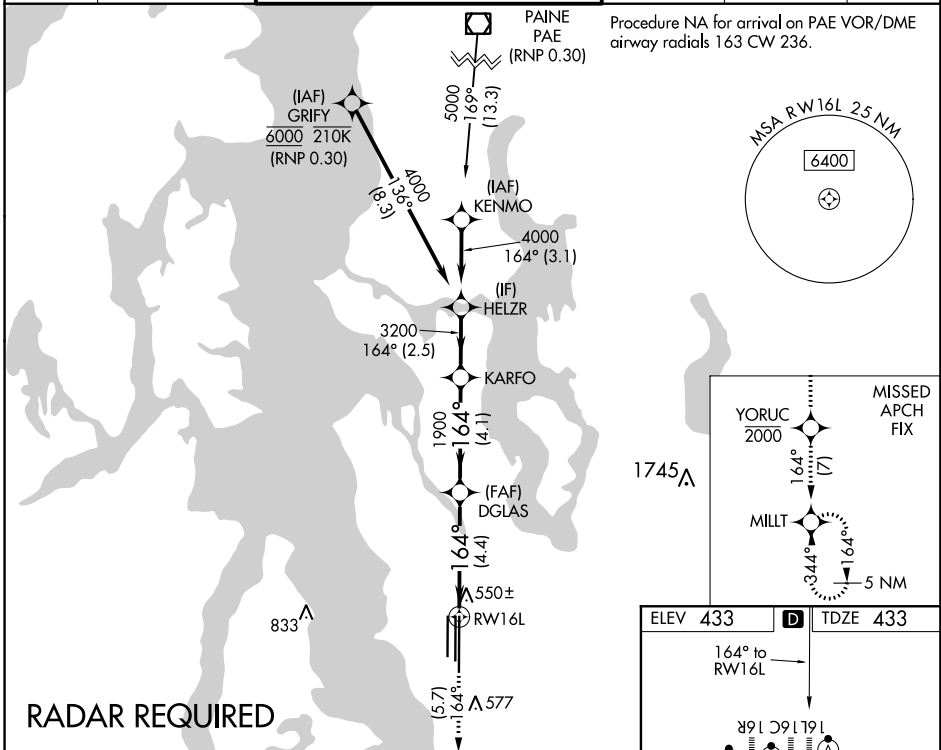 PAINE
PAE
(RNP 0.30)
Procedure NA for arrival on PAE VOR/DME
airway radials 163 CW 236.
(IAF)
GRIFY
6000 210K
(RNP 0.30)
5000
169°
(13.3)
MSA RW16L 25 NM
6400
4000
136°
(8.3)
(IAF)
KENMO
4000
164° (3.1)
(IF)
HELZR
3200
164° (2.5)
KARFO
1900
164°
(4.1)
MISSED
APCH
FIX
YORUC
2000
164°
(7)
1745
(FAF)
DGLAS
MILLT
164°
(4.4)
344°
164°
5 NM
550±
RW16L
833
ELEV 433
D
TDZE 433
164° to
RW16L
(5.7)
164°
577
RADAR REQUIRED
16R
16C
16L
A